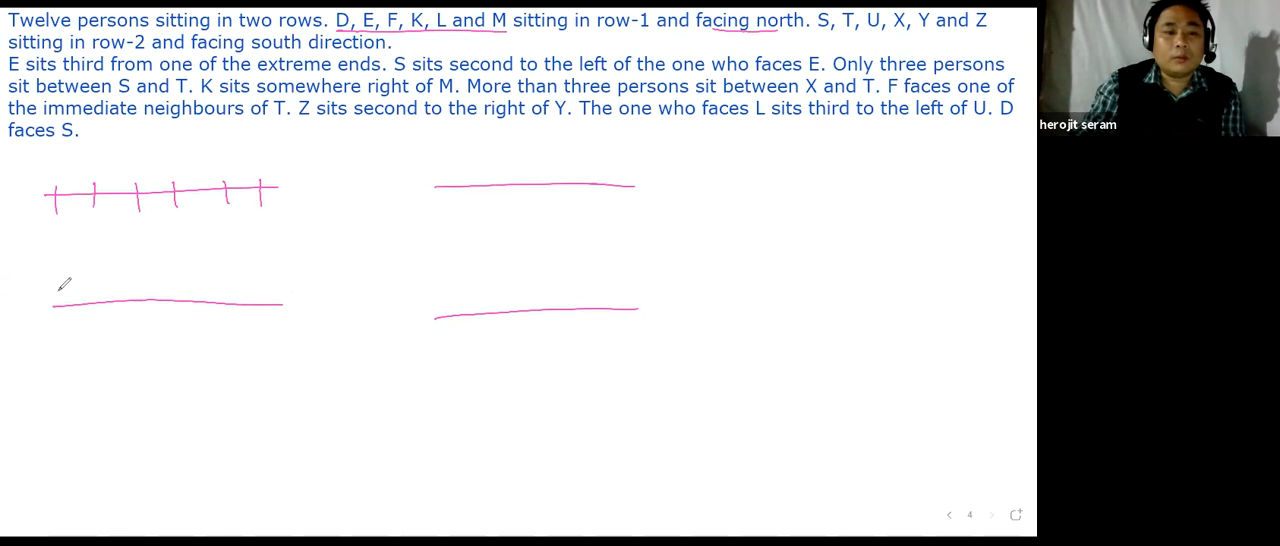 Twelve persons sitting in two rows. D, E, F, K, L and M sitting in row-1 and facing north. S, T, U, X, Y and Z
sitting in row-2 and facing south direction.
E sits third from one of the extreme ends. S sits second to the left of the one who faces E. Only three persons
sit between S and T. K sits somewhere right of M. More than three persons sit between X and T. F faces one of
the immediate neighbours of T. Z sits second to the right of Y. The one who faces L sits third to the left of U. D
faces S.
herojit seram
4